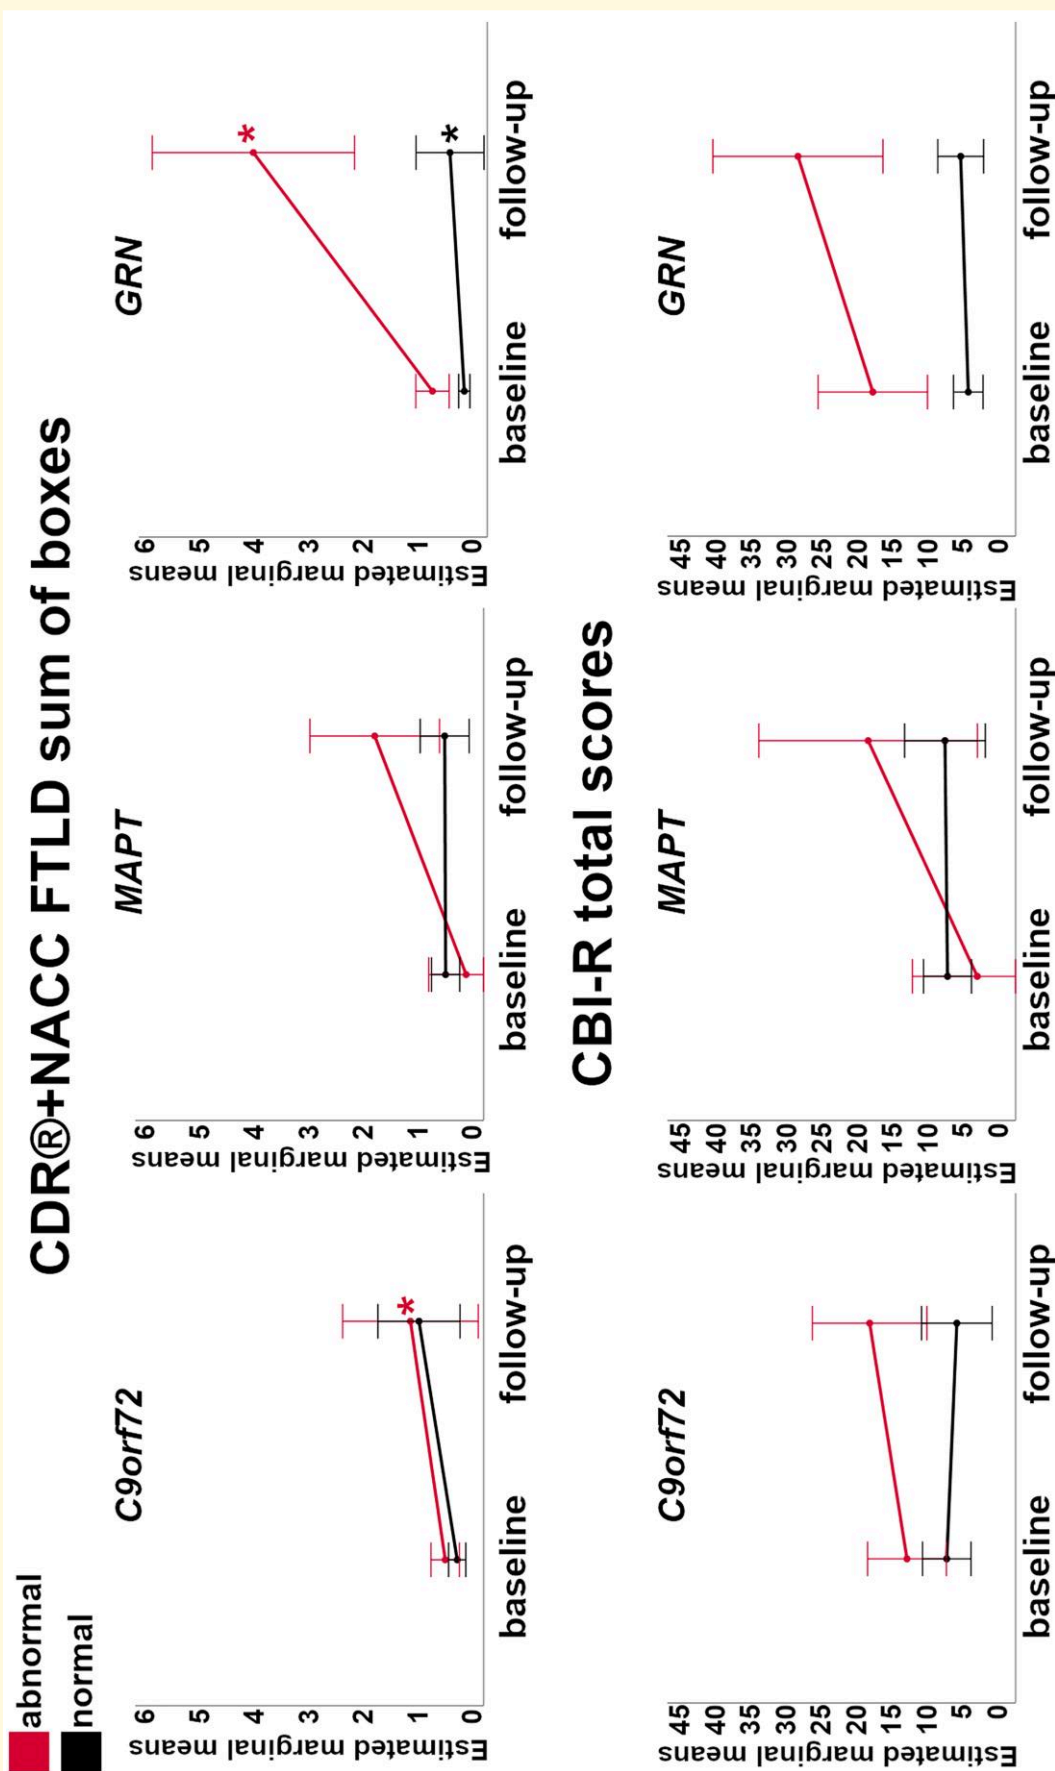 abnormal
normal
CDR®+NACC FTLD sum of boxes
C9orf72
Estimated marginal means
6
5
4
3
2
1
0
baseline
follow-up
*
MAPT
Estimated marginal means
6
5
4
3
2
1
0
baseline
follow-up
GRN
Estimated marginal means
6
5
4
3
2
1
0
baseline
follow-up
*
*
CBI-R total scores
C9orf72
Estimated marginal means
45
40
35
30
25
20
15
10
5
0
baseline
follow-up
MAPT
Estimated marginal means
45
40
35
30
25
20
15
10
5
0
baseline
follow-up
GRN
Estimated marginal means
45
40
35
30
25
20
15
10
5
0
baseline
follow-up